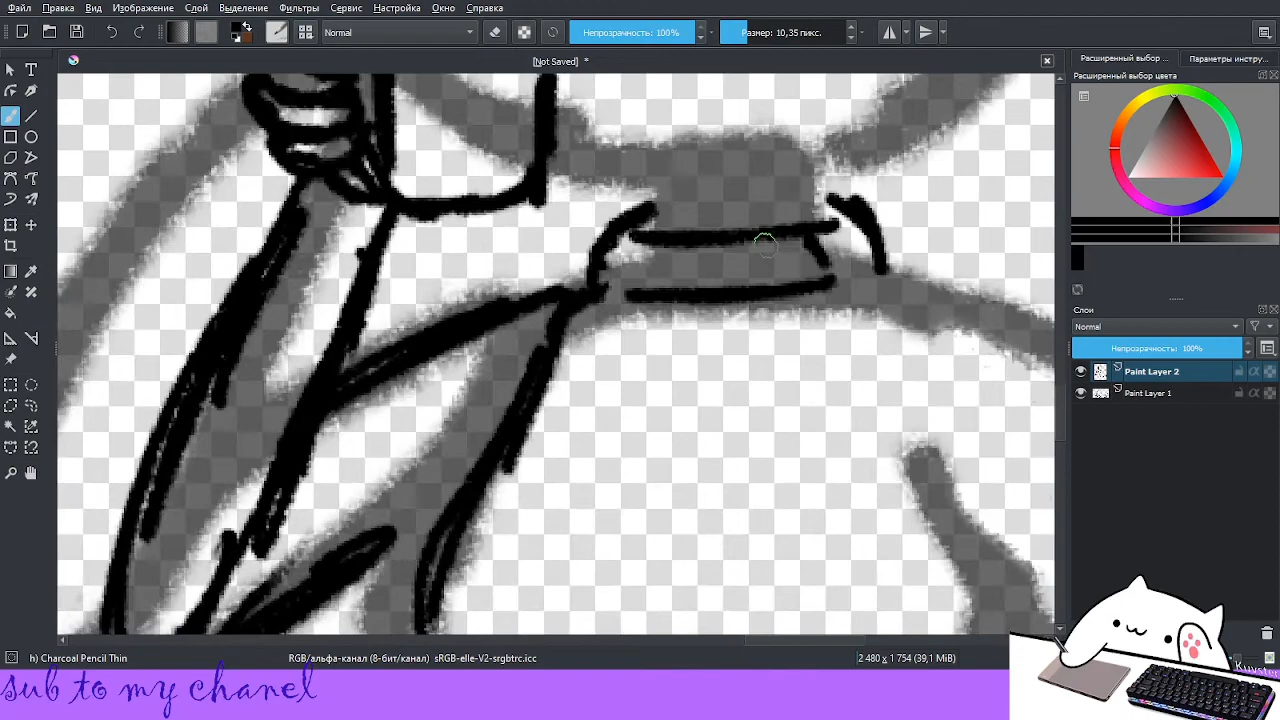 Файл Правка Вид Изображение Слой Выделение Фильтры Сервис Настройка Окно Справка
Normal Непрозрачность: 100% Размер: 10,35 пикс.
[Not Saved] *
Расширенный выбор ... Параметры инстру...
Расширенный выбор цвета
Слои
Normal
Непрозрачность: 100%
Paint Layer 2
Paint Layer 1
h) Charcoal Pencil Thin RGB/альфа-канал (8-бит/канал) sRGB-elle-V2-srgbtrc.icc 2 480 x 1 754 (39,1 MiB)
sub to my chanel